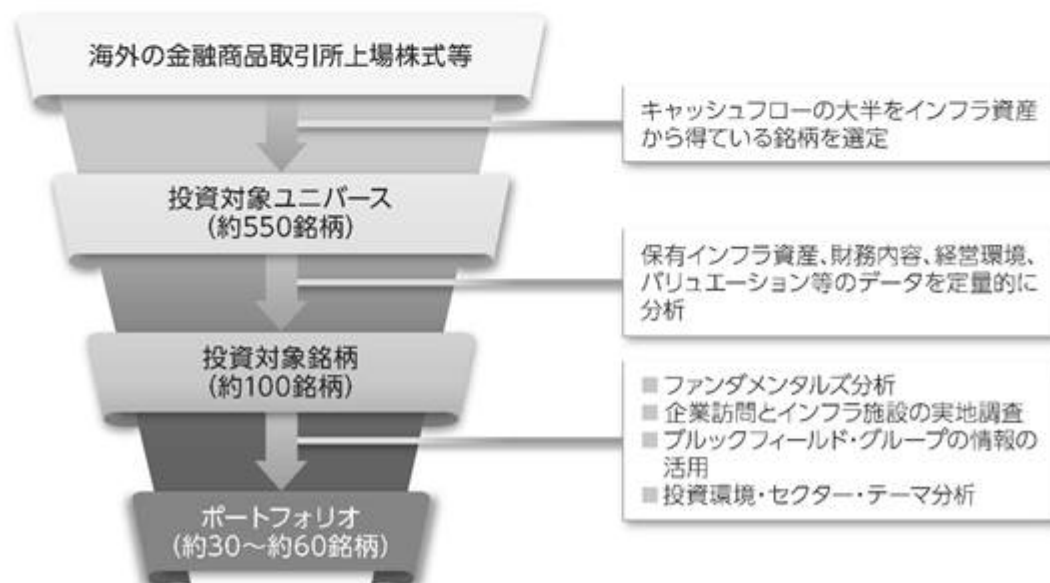 海外の金融商品取引所上場株式等
キャッシュフローの大半をインフラ資産
から得ている銘柄を選定
投資対象ユニバース
(約550銘柄)
保有インフラ資産、財務内容、経営環境、
バリュエーション等のデータを定量的に
分析
投資対象銘柄
(約100銘柄)
■ファンダメンタルズ分析
■企業訪問とインフラ施設の実地調査
■ブルックフィールド・グループの情報の
活用
■投資環境・セクター・テーマ分析
ポートフォリオ
(約30~約60銘柄)